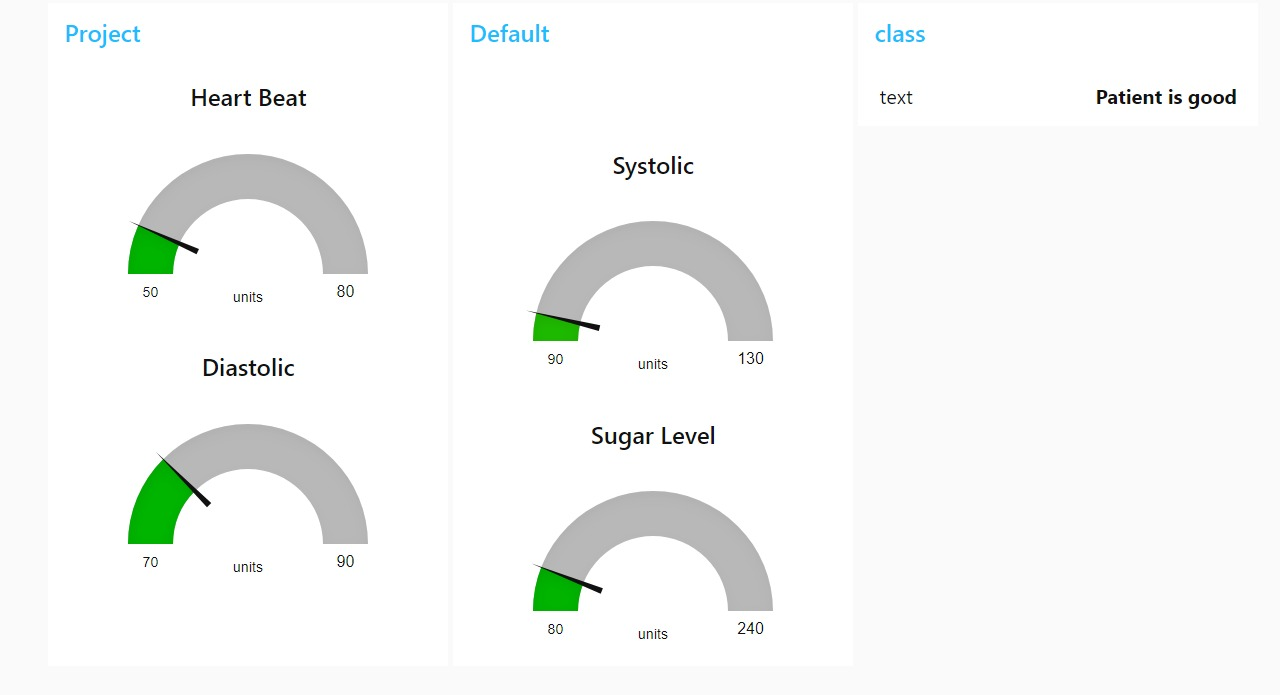 Project
Heart Beat
50
units
80
Diastolic
70
units
90
Default
Systolic
90
units
130
Sugar Level
80
units
240
class
text
Patient is good